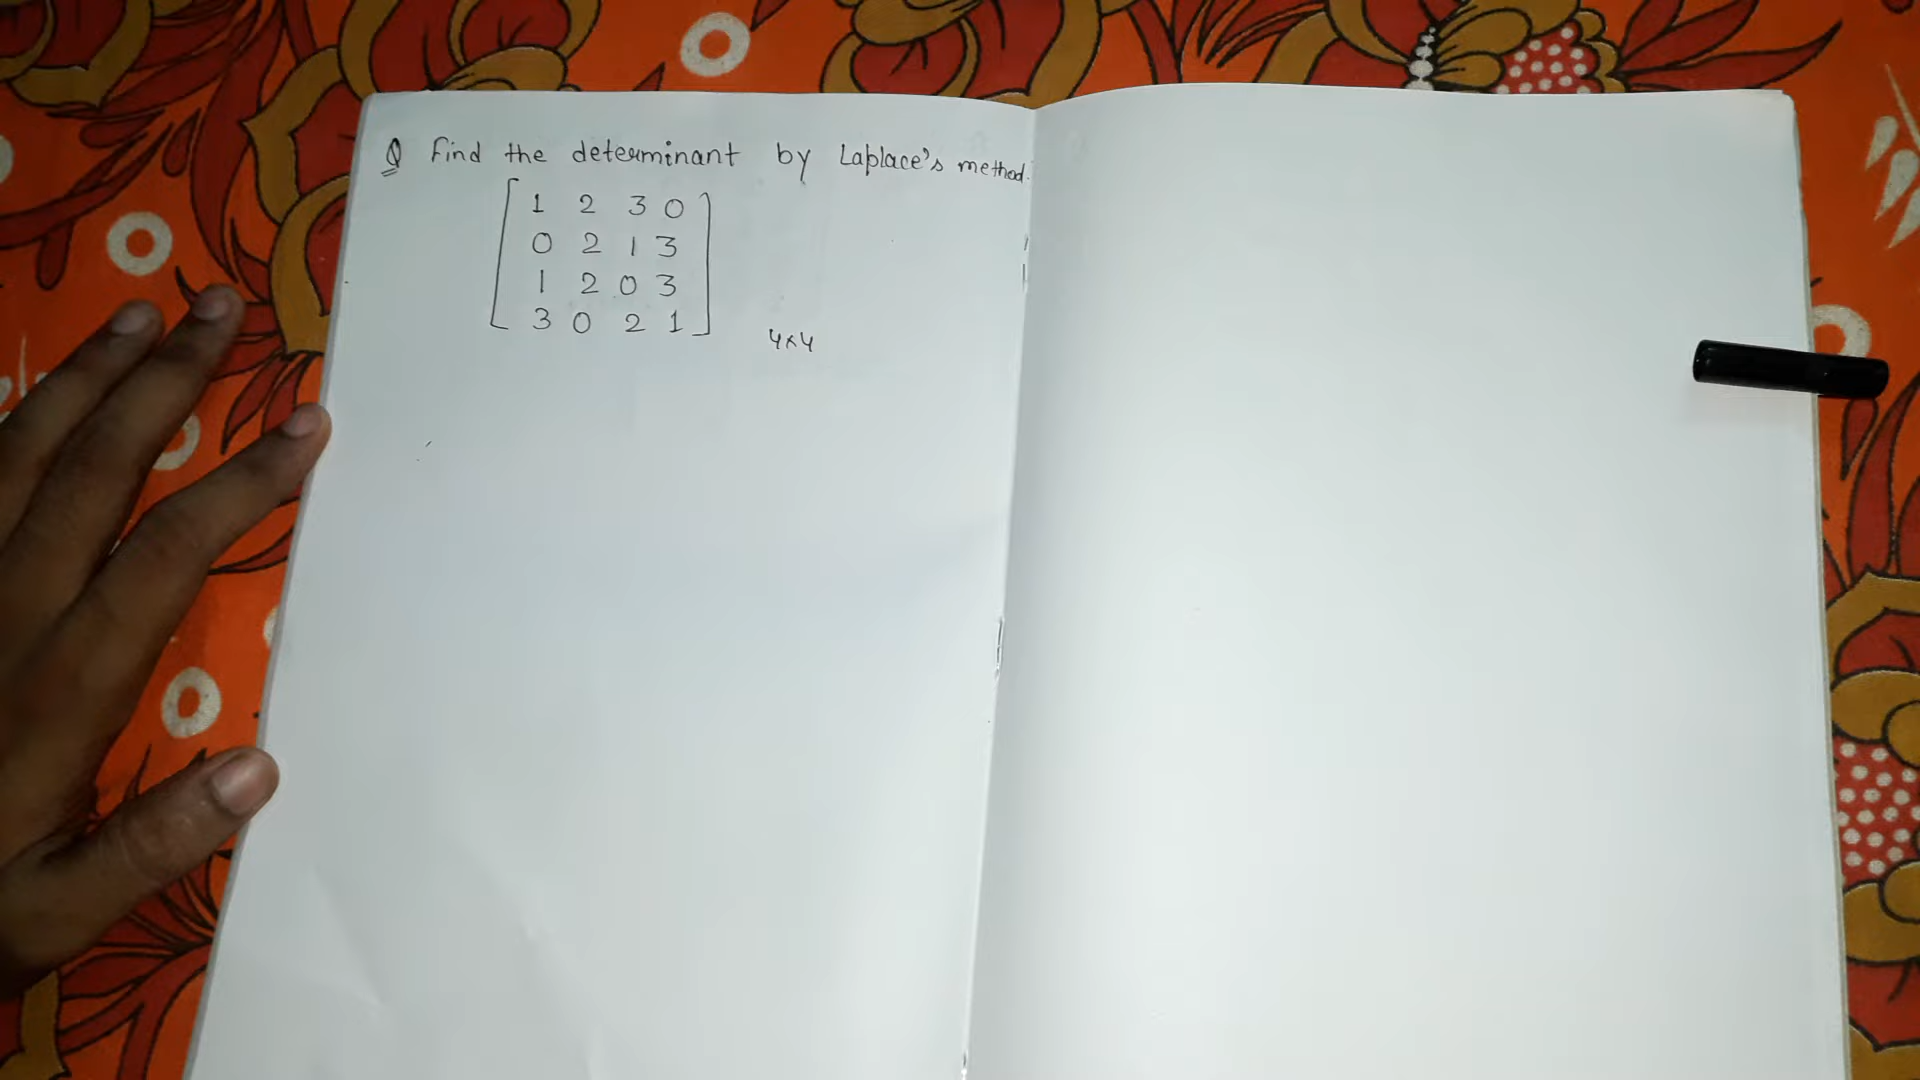 Q Find the determinant by Laplace's method.
1 2 3 0
0 2 1 3
1 2 0 3
3 0 2 1
4×4